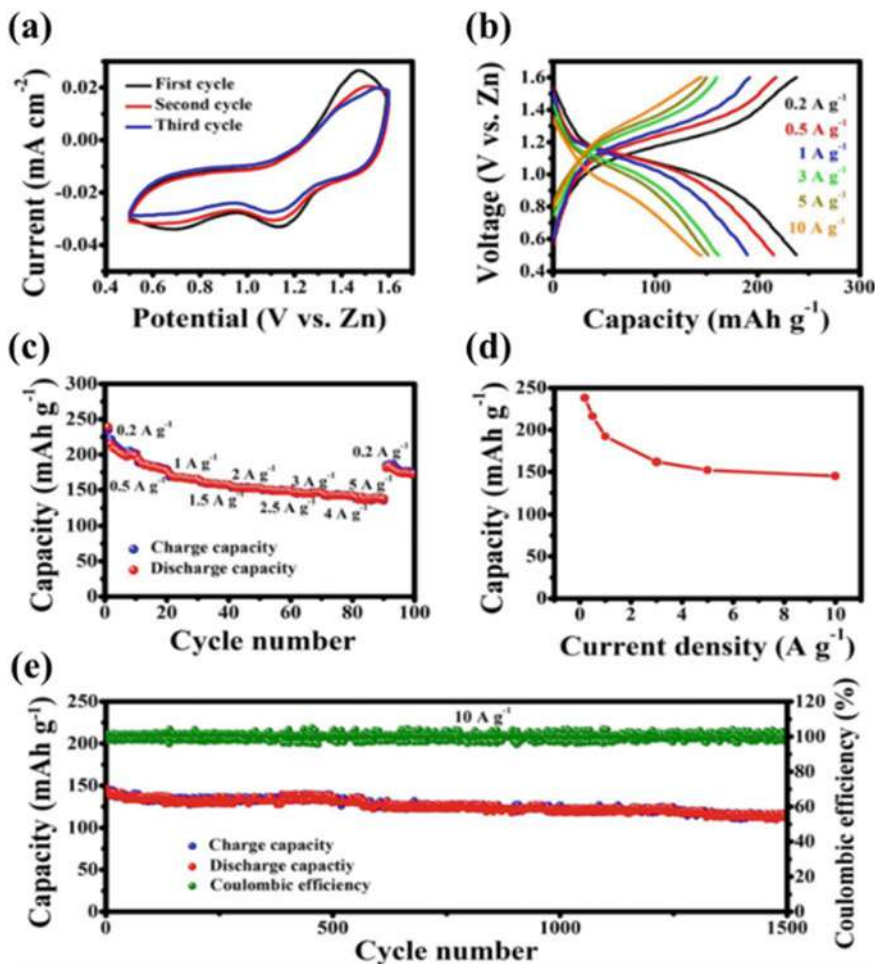 (a)
Current (mA cm-2)
0.02
0.00
-0.02
-0.04
First cycle
Second cycle
Third cycle
0.4 0.6 0.8 1.0 1.2 1.4 1.6
Potential (V vs. Zn)
(b)
Voltage (V vs. Zn)
1.6
1.4
1.2
1.0
0.8
0.6
0.4
0.2 A g-1
0.5 A g-1
1 A g-1
3 A g-1
5 A g-1
10 A g-1
0 100 200 300
Capacity (mAh g-1)
(c)
Capacity (mAh g-1)
300
250
200
150
100
50
0
0.2 A g-1
0.5 A g-1
1 A g-1
1.5 A g-1
2 A g-1
2.5 A g-1
3 A g-1
4 A g-1
5 A g-1
0.2 A g-1
Charge capacity
Discharge capacity
0 20 40 60 80 100
Cycle number
(d)
Capacity (mAh g-1)
250
200
150
100
50
0
0 2 4 6 8 10
Current density (A g-1)
(e)
Capacity (mAh g-1)
250
200
150
100
50
0
10 A g-1
Charge capacity
Discharge capactiy
Coulombic efficiency
120
100
80
60
40
20
0
Coulombic efficiency (%)
0 500 1000 1500
Cycle number